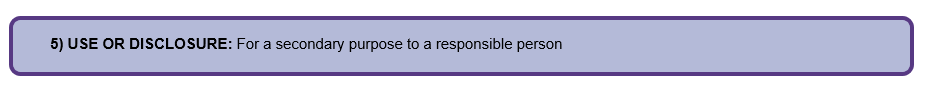 5) USE OR DISCLOSURE: For a secondary purpose to a responsible person